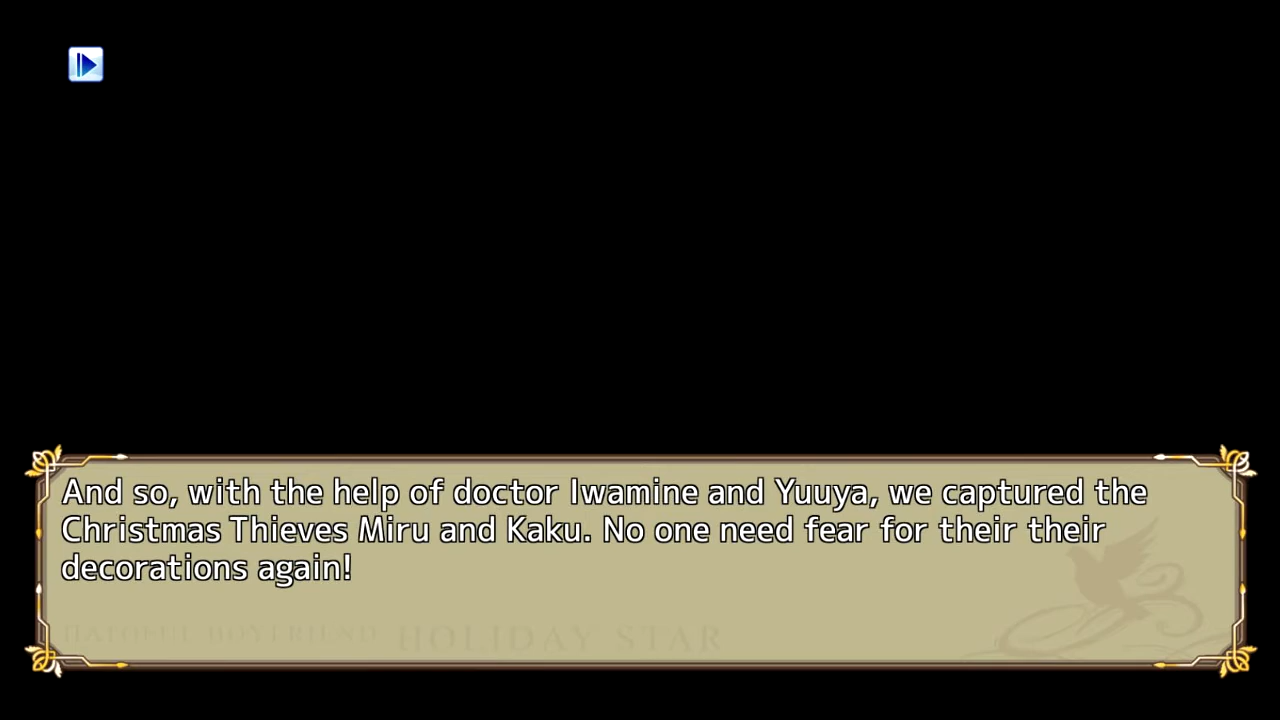 And so, with the help of doctor Iwamine and Yuuya, we captured the
Christmas Thieves Miru and Kaku. No one need fear for their their
decorations again!
HATOFUL BOYFRIEND HOLIDAY STAR